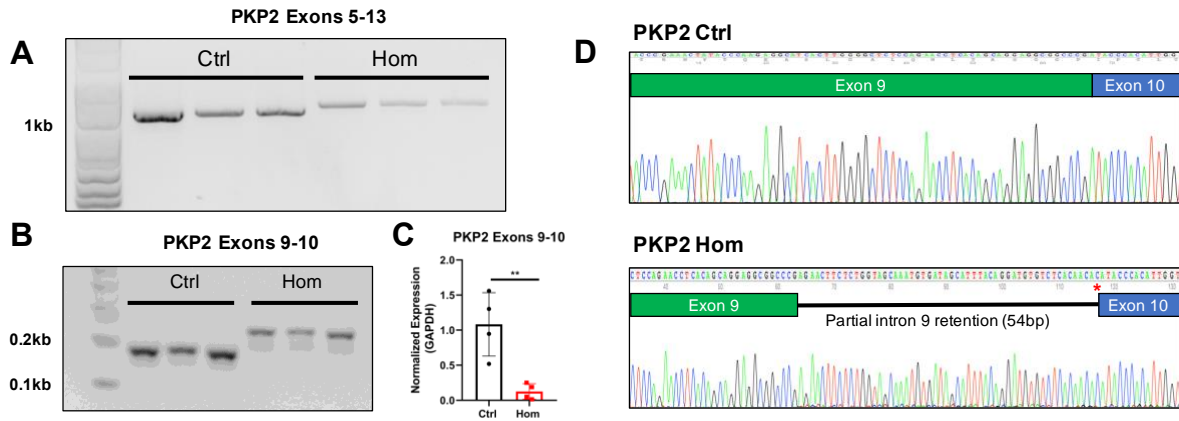 PKP2 Exons 5-13
A
Ctrl
Hom
1kb
B
PKP2 Exons 9-10
Ctrl
Hom
0.2kb
0.1kb
C
PKP2 Exons 9-10
Normalized Expression
(GAPDH)
2.0
1.5
1.0
0.5
0.0
**
Ctrl
Hom
D
PKP2 Ctrl
Exon 9
Exon 10
PKP2 Hom
CTCCAGAACCTCACAGCAGGAGGCGGCCCGAGAACTTCTCTGGTAGCAAATGTGATAGCATTTACAGGATGTGTCTCACAACACATACCCACATTGGT
*
Exon 9
Exon 10
Partial intron 9 retention (54bp)